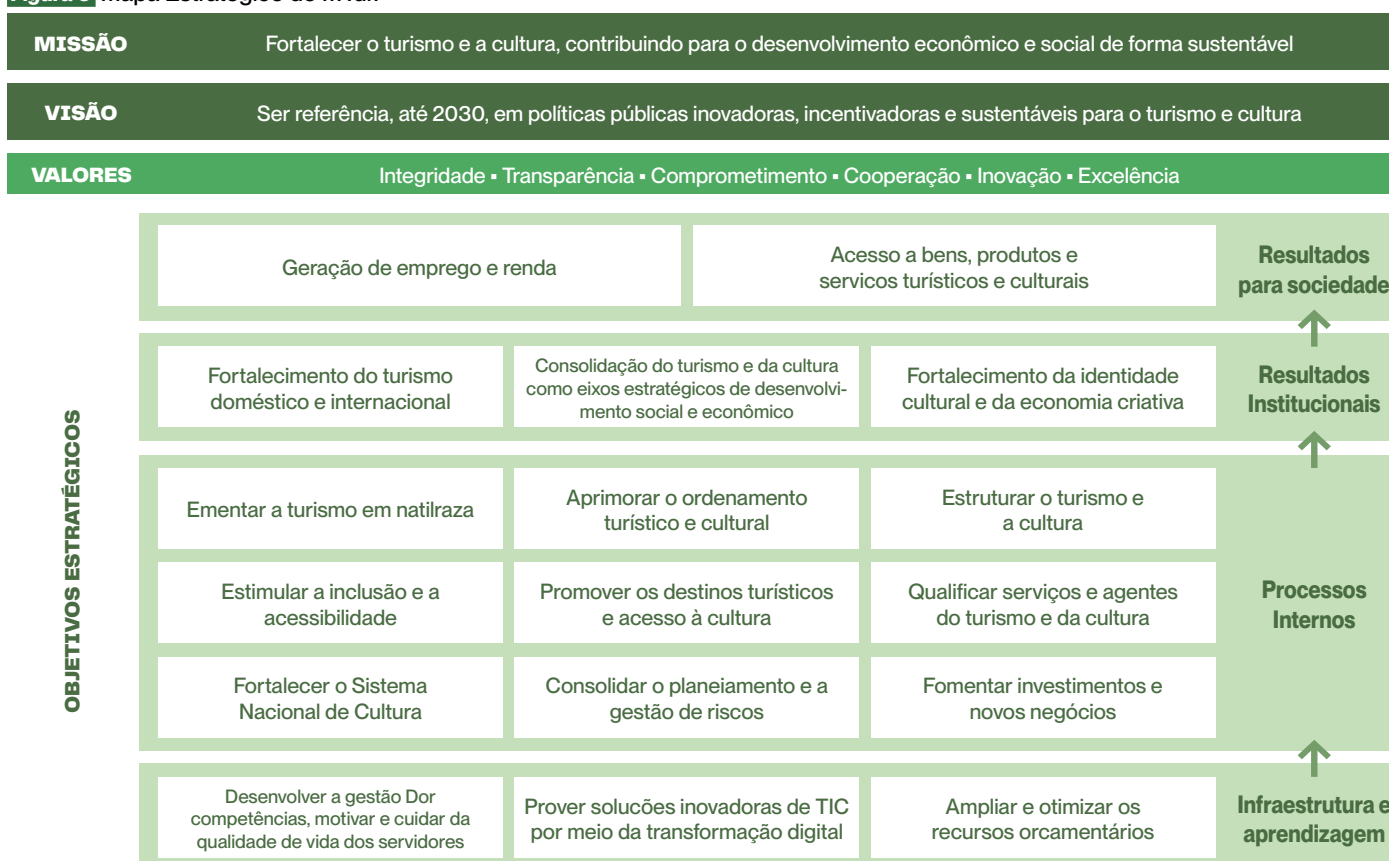 MISSÃO
Fortalecer o turismo e a cultura, contribuindo para o desenvolvimento econômico e social de forma sustentável
VISÃO
Ser referência, até 2030, em políticas públicas inovadoras, incentivadoras e sustentáveis para o turismo e cultura
VALORES
Integridade ▪ Transparência ▪ Comprometimento ▪ Cooperação ▪ Inovação ▪ Excelência
OBJETIVOS ESTRATÉGICOS
Geração de emprego e renda
Acesso a bens, produtos e
servicos turísticos e culturais
Resultados
para sociedade
Fortalecimento do turismo
doméstico e internacional
Consolidação do turismo e da cultura
como eixos estratégicos de desenvolvi-
mento social e econômico
Fortalecimento da identidade
cultural e da economia criativa
Resultados
Institucionais
Ementar a turismo em natilraza
Aprimorar o ordenamento
turístico e cultural
Estruturar o turismo e
a cultura
Estimular a inclusão e a
acessibilidade
Promover os destinos turísticos
e acesso à cultura
Qualificar serviços e agentes
do turismo e da cultura
Fortalecer o Sistema
Nacional de Cultura
Consolidar o planeiamento e a
gestão de riscos
Fomentar investimentos e
novos negócios
Processos
Internos
Desenvolver a gestão Dor
competências, motivar e cuidar da
qualidade de vida dos servidores
Prover solucões inovadoras de TIC
por meio da transformação digital
Ampliar e otimizar os
recursos orcamentários
Infraestrutura e
aprendizagem